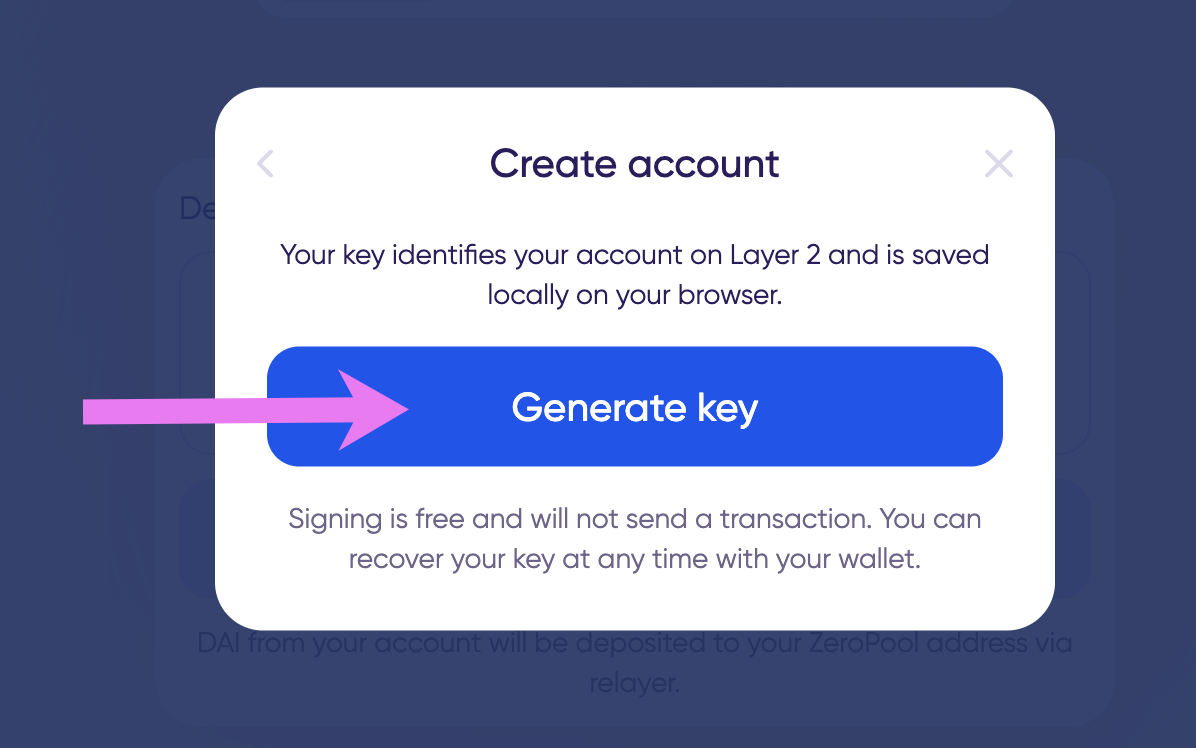 Create account
De
Your key identifies your account on Layer 2 and is saved
locally on your browser.
Generate key
Signing is free and will not send a transaction. You can
recover your key at any time with your wallet.
DAI from your account will be deposited to your ZeroPool address via
relayer.